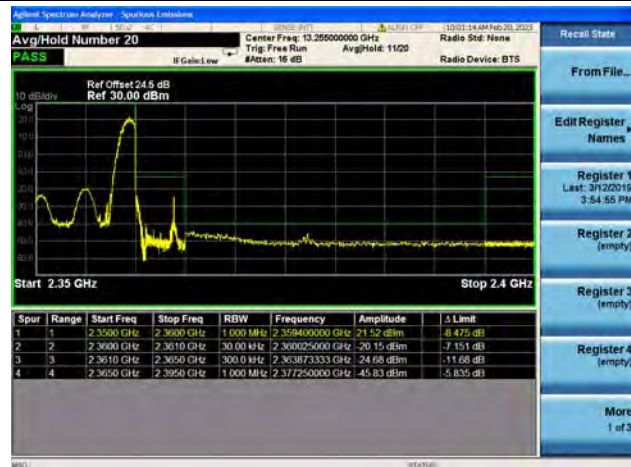 Agilent Spectrum Analyzer - Spurious Emissions
SENSE:INT ALIGN OFF 10:01:14 AM Feb 20, 2023
Avg/Hold Number 20
Center Freq: 13.255000000 GHz
Radio Std: None
Trig: Free Run Avg|Hold: 11/20
PASS
IFGain:Low
#Atten: 16 dB
Radio Device: BTS
Ref Offset 24.5 dB
10 dB/div Ref 30.00 dBm
Log
Start 2.35 GHz
Stop 2.4 GHz
Spur Range Start Freq Stop Freq RBW Frequency Amplitude Δ Limit
1 1 2.3500 GHz 2.3600 GHz 1.000 MHz 2.359400000 GHz 21.52 dBm -8.475 dB
2 2 2.3600 GHz 2.3610 GHz 30.00 kHz 2.360025000 GHz -20.15 dBm -7.151 dB
3 3 2.3610 GHz 2.3650 GHz 300.0 kHz 2.363873333 GHz -24.68 dBm -11.68 dB
4 4 2.3650 GHz 2.3950 GHz 1.000 MHz 2.377250000 GHz -45.83 dBm -5.835 dB
MSG
STATUS
Recall State
From File...
Edit Register
Names
Register 1
Last: 3/12/2019
3:54:55 PM
Register 2
(empty)
Register 3
(empty)
Register 4
(empty)
More
1 of 3